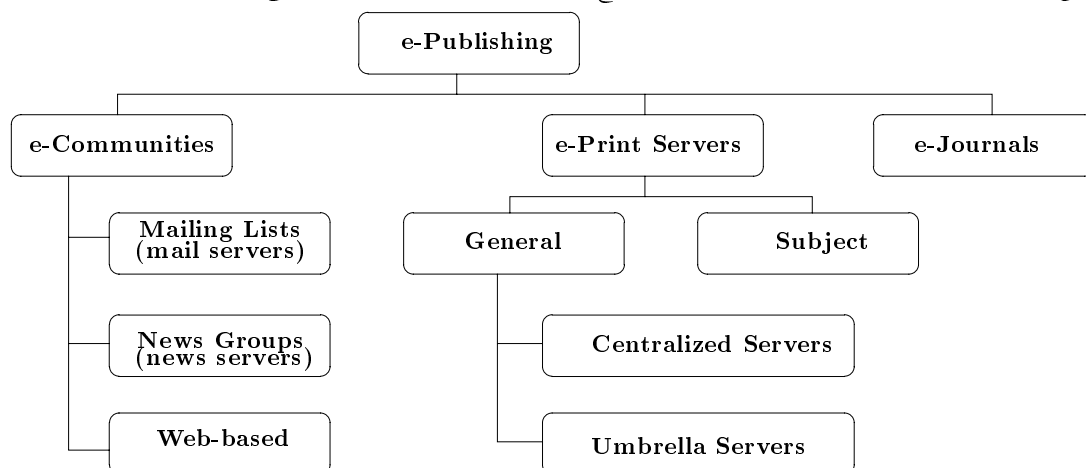 e-Publishing
e-Communities
e-Print Servers
e-Journals
Mailing Lists
(mail servers)
General
Subject
News Groups
(news servers)
Centralized Servers
Web-based
Umbrella Servers